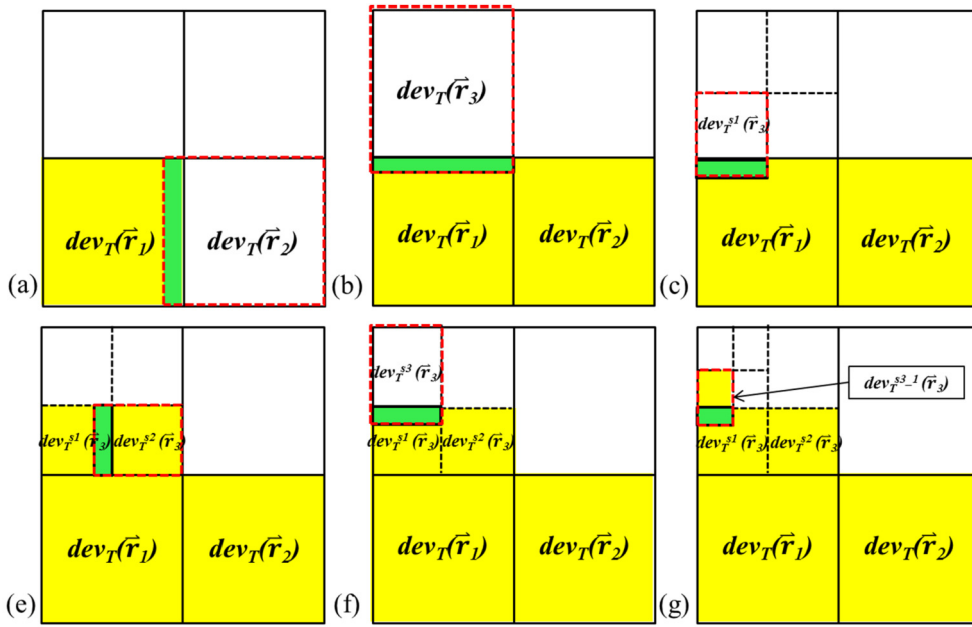 (a) dev_T(r⃗_1) dev_T(r⃗_2)
(b) dev_T(r⃗_3)
dev_T(r⃗_1) dev_T(r⃗_2)
(c) dev_T^s1(r⃗_3)
dev_T(r⃗_1) dev_T(r⃗_2)
(e) dev_T^s1(r⃗_3) dev_T^s2(r⃗_3)
dev_T(r⃗_1) dev_T(r⃗_2)
(f) dev_T^s3(r⃗_3)
dev_T^s1(r⃗_3) dev_T^s2(r⃗_3)
dev_T(r⃗_1) dev_T(r⃗_2)
(g) dev_T^s3_1(r⃗_3)
dev_T^s1(r⃗_3) dev_T^s2(r⃗_3)
dev_T(r⃗_1) dev_T(r⃗_2)